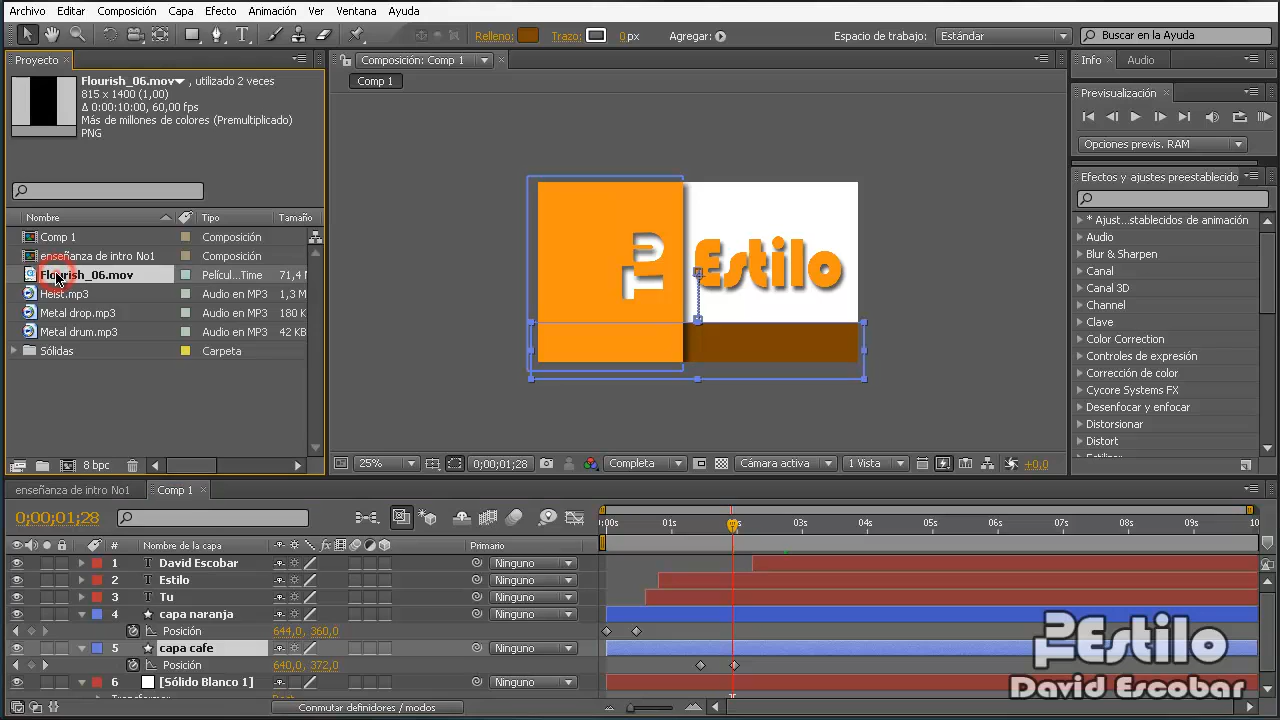 Archivo Editar Composición Capa Efecto Animación Ver Ventana Ayuda
Relleno: Trazo: 0 px Agregar: Espacio de trabajo: Estándar Buscar en la Ayuda
Proyecto
Flourish_06.mov , utilizado 2 veces
815 x 1400 (1,00)
Δ 0:00:10:00, 60,00 fps
Más de millones de colores (Premultiplicado)
PNG
Nombre Tipo Tamaño
Comp 1 Composición
enseñanza de intro No1 Composición
Flourish_06.mov Películ...Time 71,4
Heist.mp3 Audio en MP3 1,3 M
Metal drop.mp3 Audio en MP3 180 K
Metal drum.mp3 Audio en MP3 42 KB
Sólidas Carpeta
8 bpc
Composición: Comp 1
Comp 1
Tu
Estilo
25% 0;00;01;28 Completa Cámara activa 1 Vista +0,0
Info Audio
Previsualización
Opciones previs. RAM
Efectos y ajustes preestablecido
* Ajust...stablecidos de animación
Audio
Blur & Sharpen
Canal
Canal 3D
Channel
Clave
Color Correction
Controles de expresión
Corrección de color
Cycore Systems FX
Desenfocar y enfocar
Distorsionar
Distort
enseñanza de intro No1 Comp 1
0;00;01;28
:00s 01s 03s 04s 05s 06s 07s 08s 09s 10
# Nombre de la capa Primario
1 T David Escobar Ninguno
2 T Estilo Ninguno
3 T Tu Ninguno
4 capa naranja Ninguno
Posición 644,0, 360,0
5 capa cafe Ninguno
Posición 640,0, 372,0
6 [Sólido Blanco 1] Ninguno
Conmutar definidores / modos
Tu Estilo
David Escobar